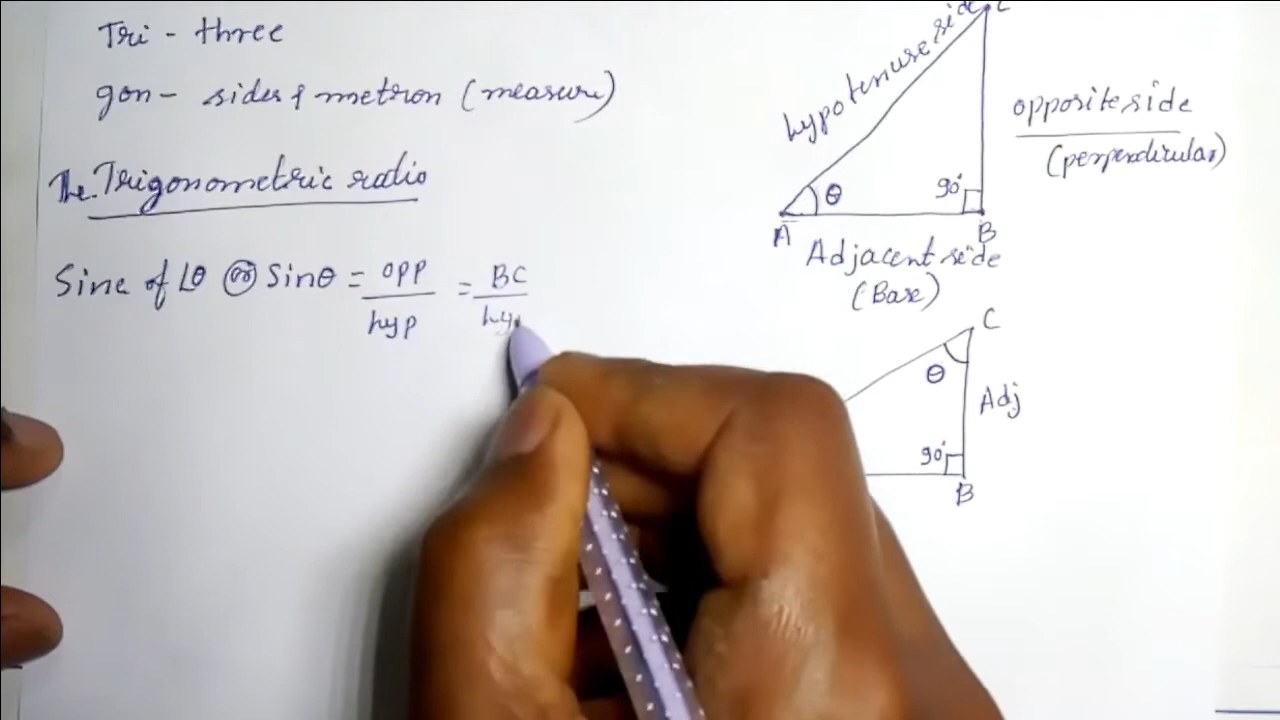 Tri - three
gon - sides & metron (measure)
The Trigonometric ratio
Sine of ∠θ or Sinθ = opp/hyp = BC/hy
C
hypotenuse side
opposite side
(perpendicular)
θ
90°
A
B
Adjacent side
(Base)
C
θ
Adj
90°
B